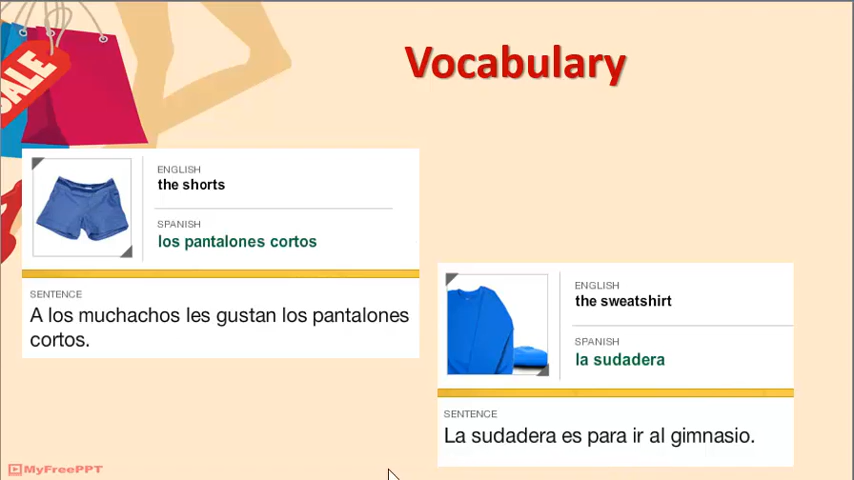 SALE
Vocabulary
ENGLISH
the shorts
SPANISH
los pantalones cortos
SENTENCE
A los muchachos les gustan los pantalones
cortos.
ENGLISH
the sweatshirt
SPANISH
la sudadera
SENTENCE
La sudadera es para ir al gimnasio.
MyFreePPT